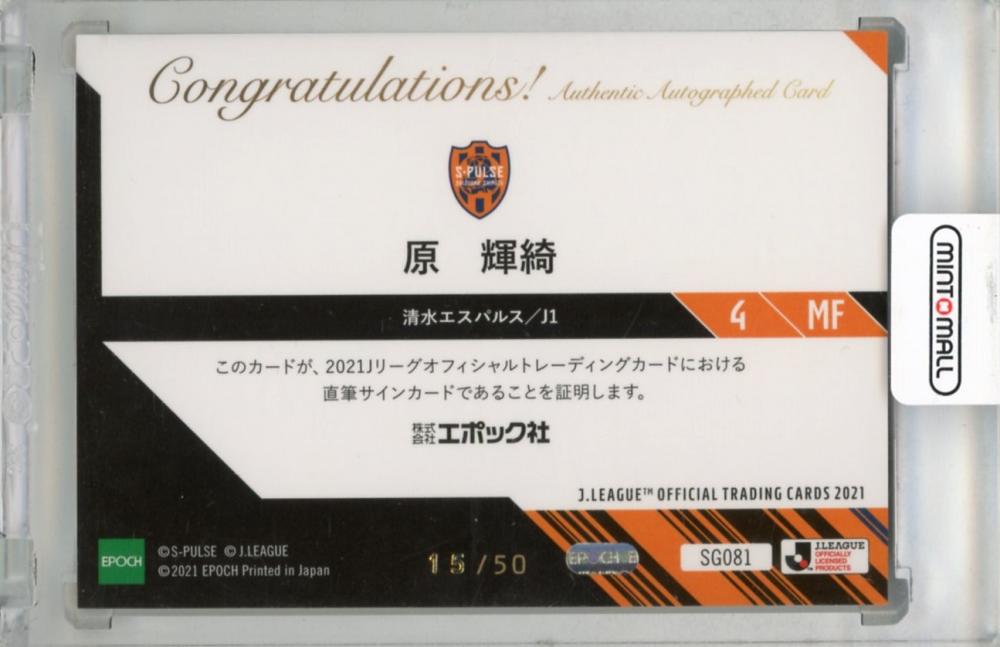 Congratulations! Authentic Autographed Card
S-PULSE
原 輝綺
清水エスパルス/J1
4 MF
このカードが、2021Jリーグオフィシャルトレーディングカードにおける
直筆サインカードであることを証明します。
株式会社エポック社
J.LEAGUE™ OFFICIAL TRADING CARDS 2021
EPOCH
©S-PULSE ©J.LEAGUE
©2021 EPOCH Printed in Japan
15/50
SG081
J.LEAGUE
OFFICIALLY
LICENSED
PRODUCTS
MINTOMALL